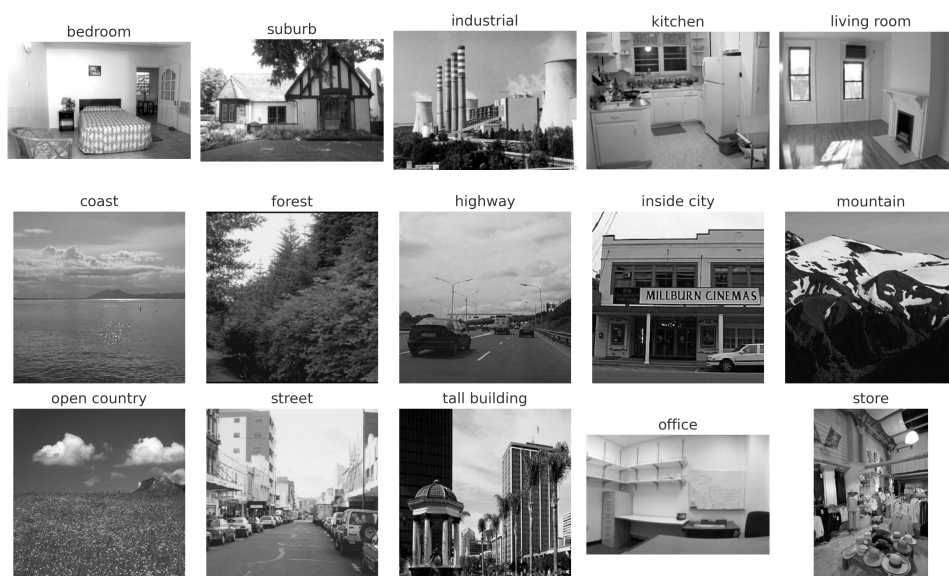 bedroom
suburb
industrial
kitchen
living room
coast
forest
highway
inside city
mountain
MILLBURN CINEMAS
open country
street
tall building
office
store